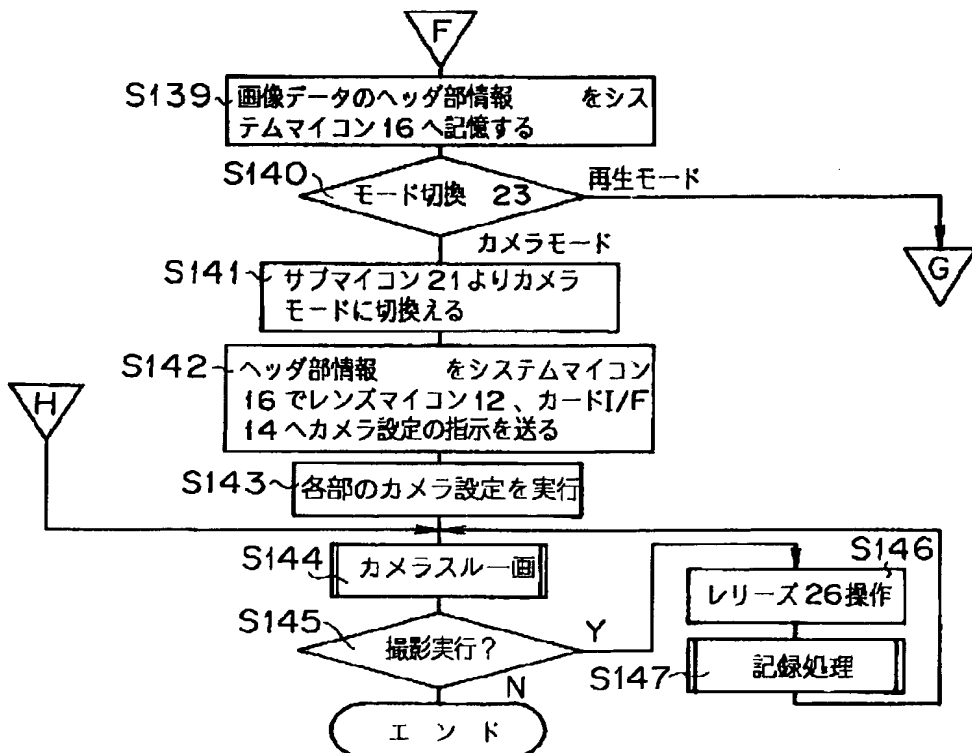 F
S139
画像データのヘッダ部情報 をシス
テムマイコン16へ記憶する
S140
モード切換 23
再生モード
G
カメラモード
S141
サブマイコン21よりカメラ
モードに切換える
S142
ヘッダ部情報 をシステムマイコン
16でレンズマイコン12、カードI/F
14へカメラ設定の指示を送る
H
S143
各部のカメラ設定を実行
S144
カメラスルー画
S145
撮影実行?
Y
N
S146
レリーズ26操作
S147
記録処理
エンド